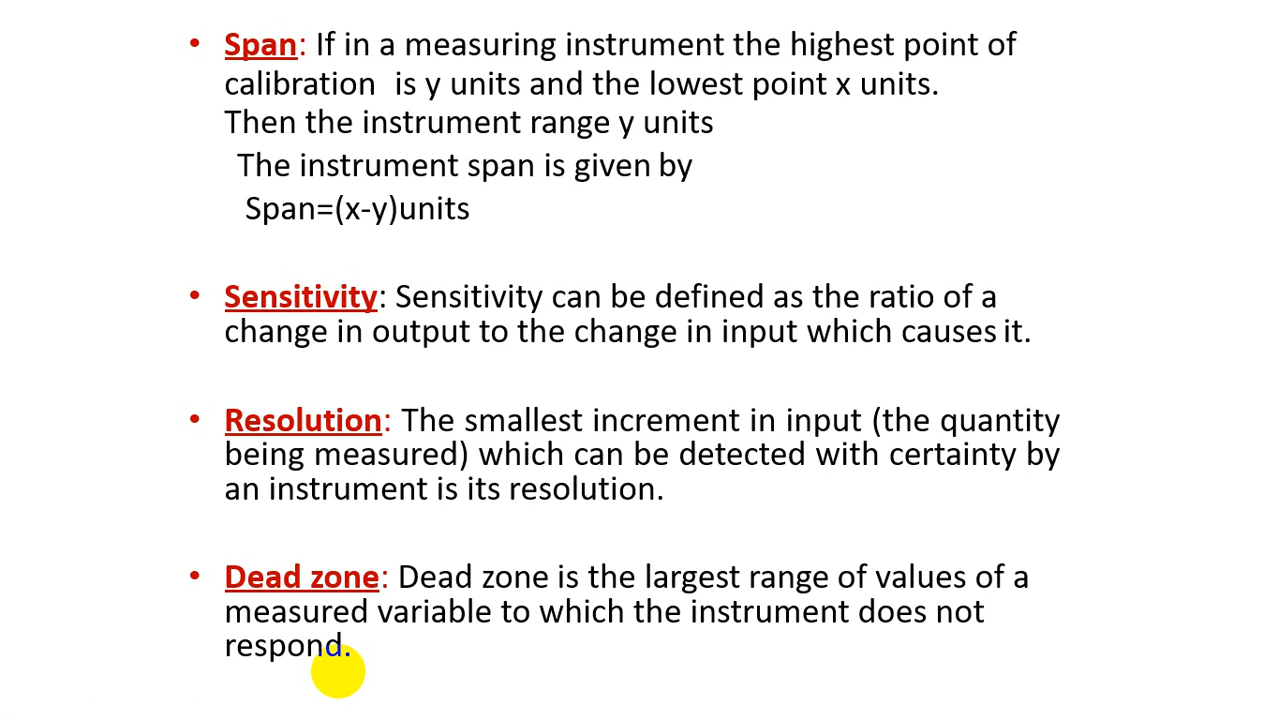 • Span: If in a measuring instrument the highest point of
calibration is y units and the lowest point x units.
Then the instrument range y units
The instrument span is given by
Span=(x-y)units
• Sensitivity: Sensitivity can be defined as the ratio of a
change in output to the change in input which causes it.
• Resolution: The smallest increment in input (the quantity
being measured) which can be detected with certainty by
an instrument is its resolution.
• Dead zone: Dead zone is the largest range of values of a
measured variable to which the instrument does not
respond.